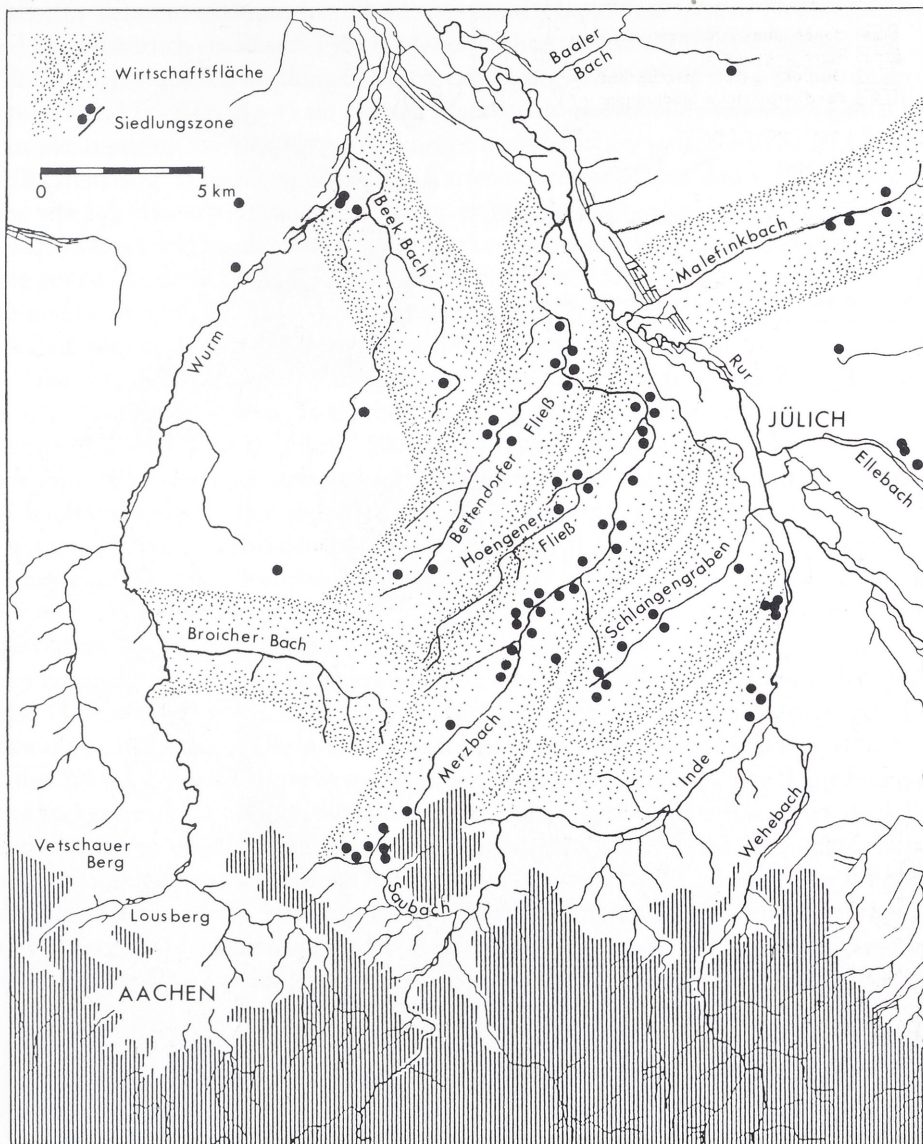 Wirtschaftsfläche
Siedlungszone
0 5 km
Baaler
Bach
Beek Bach
Malefinkbach
Wurm
Rur
JÜLICH
Ellebach
Bettendorfer Fließ
Hoengener
Fließ
Schlangengraben
Broicher Bach
Merzbach
Inde
Wehebach
Vetschauer
Berg
Saubach
Lousberg
AACHEN